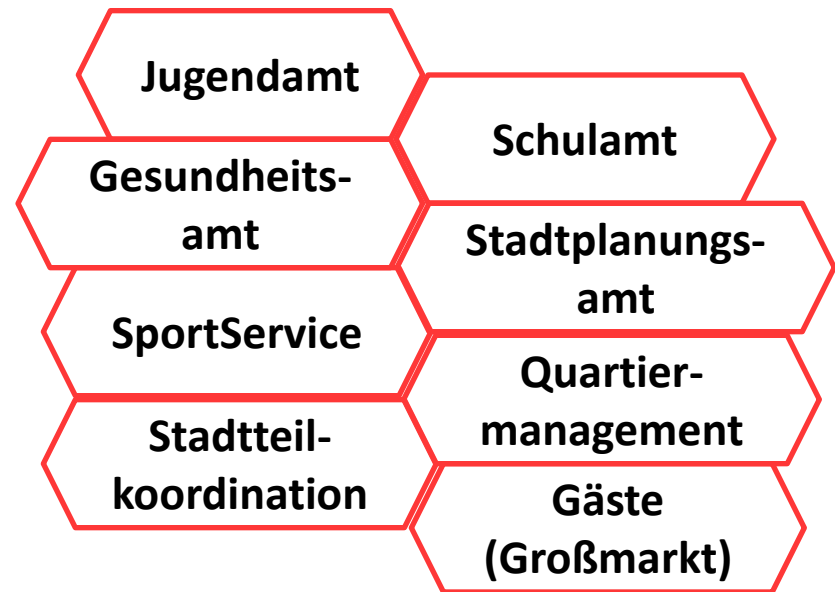 Jugendamt
Schulamt
Gesundheits-
amt
Stadtplanungs-
amt
SportService
Quartier-
management
Stadtteil-
koordination
Gäste
(Großmarkt)